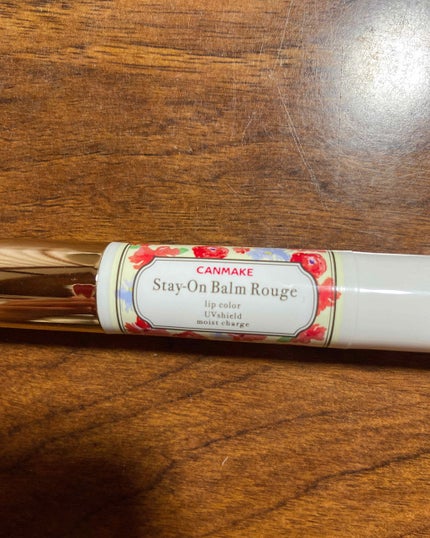 CANMAKE
Stay-On Balm Rouge
lip color
UVshield
moist charge